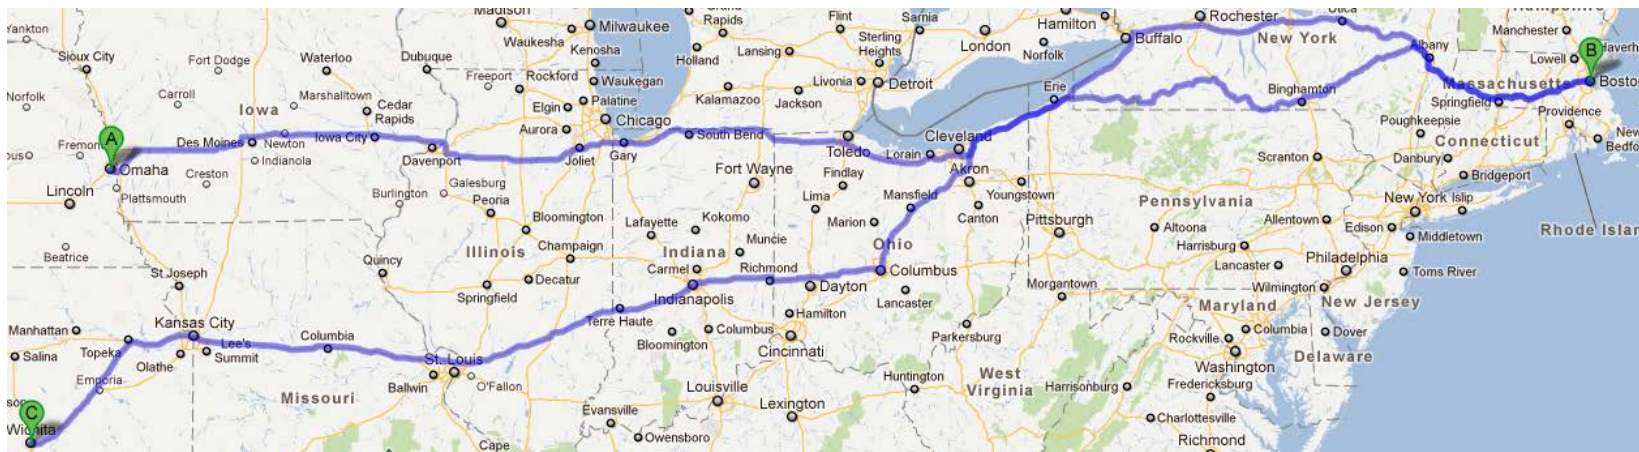 Yankton
Sioux City
Fort Dodge
Waterloo
Dubuque
Madison
Milwaukee
Waukesha
Kenosha
Rapids
Holland
Lansing
Flint
Sarnia
Sterling
Heights
London
Hamilton
Norfolk
Buffalo
Rochester
Utica
New York
Albany
Manchester
Haverh
Lowell
B
Boston
Massachusetts
Springfield
Providence
New
Bedfo
Norfolk
Carroll
Iowa
Marshalltown
Cedar
Rapids
Freeport
Rockford
Waukegan
Elgin
Palatine
Aurora
Chicago
Kalamazoo
Jackson
Livonia
Detroit
Erie
Binghamton
Poughkeepsie
Connecticut
Danbury
Bridgeport
A
Fremon
Omaha
Des Moines
Newton
Indianola
Iowa City
Davenport
Joliet
Gary
South Bend
Toledo
Lorain
Cleveland
Akron
Scranton
Lincoln
Plattsmouth
Creston
Burlington
Galesburg
Peoria
Fort Wayne
Findlay
Mansfield
Youngstown
Canton
Pittsburgh
Pennsylvania
Altoona
Allentown
New York
Islip
Edison
Middletown
Rhode Islan
Beatrice
St Joseph
Quincy
Illinois
Bloomington
Champaign
Decatur
Springfield
Lafayette
Kokomo
Indiana
Muncie
Carmel
Indianapolis
Richmond
Lima
Marion
Ohio
Columbus
Dayton
Lancaster
Morgantown
Harrisburg
Lancaster
Philadelphia
Toms River
Wilmington
New Jersey
Maryland
Manhattan
Kansas City
Columbia
Terre Haute
Bloomington
Columbus
Hamilton
Cincinnati
Parkersburg
Columbia
Dover
Rockville
Washington
Delaware
Salina
Topeka
Olathe
Lee's
Summit
Emporia
St. Louis
Ballwin
O'Fallon
Missouri
Louisville
Lexington
Huntington
West
Virginia
Harrisonburg
Fredericksburg
Charlottesville
Richmond
C
Wichita
Evansville
Owensboro
Cape